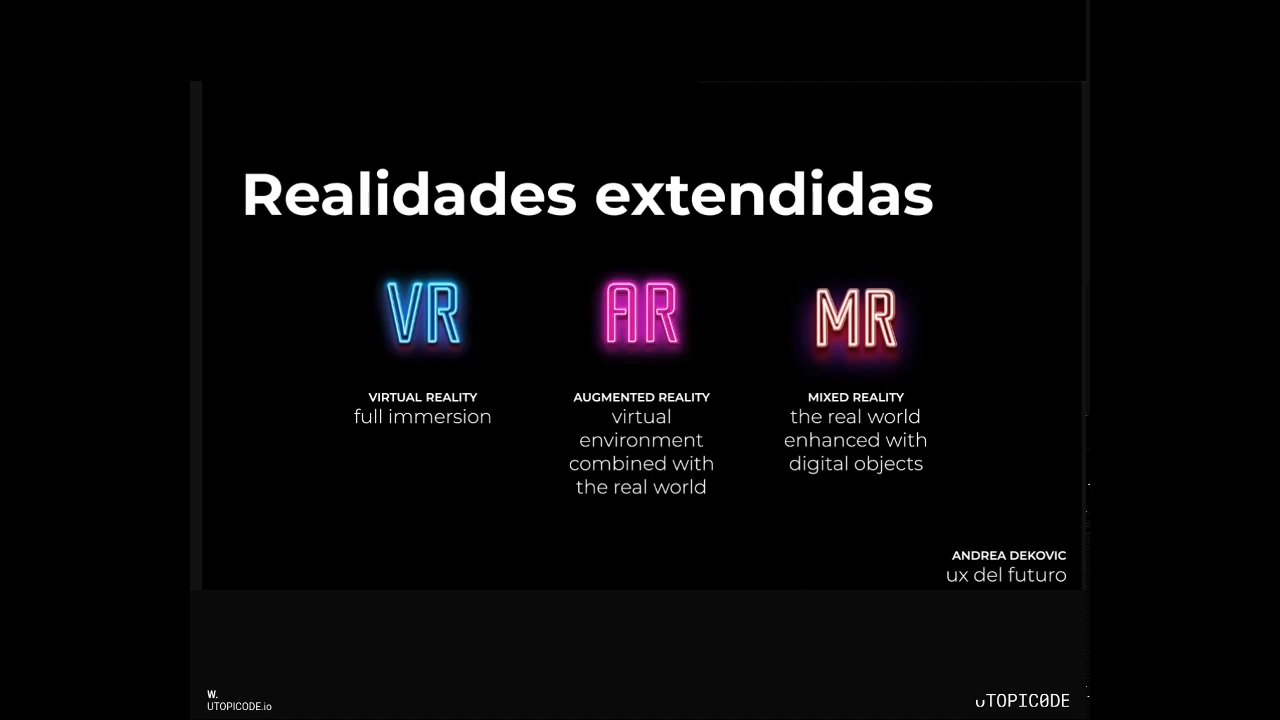 Realidades extendidas
VR
AR
MR
VIRTUAL REALITY
full immersion
AUGMENTED REALITY
virtual
environment
combined with
the real world
MIXED REALITY
the real world
enhanced with
digital objects
ANDREA DEKOVIC
ux del futuro
W.
UTOPICODE.io
UTOPIC0DE